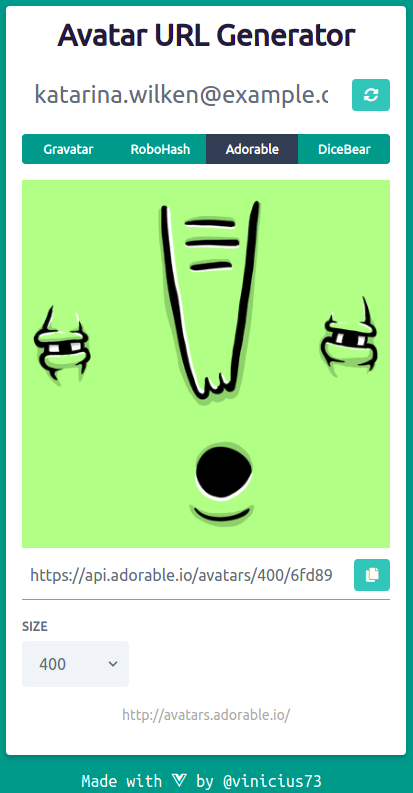 Avatar URL Generator
katarina.wilken@example.c
Gravatar RoboHash Adorable DiceBear
https://api.adorable.io/avatars/400/6fd89
SIZE
400
http://avatars.adorable.io/
Made with by @vinicius73